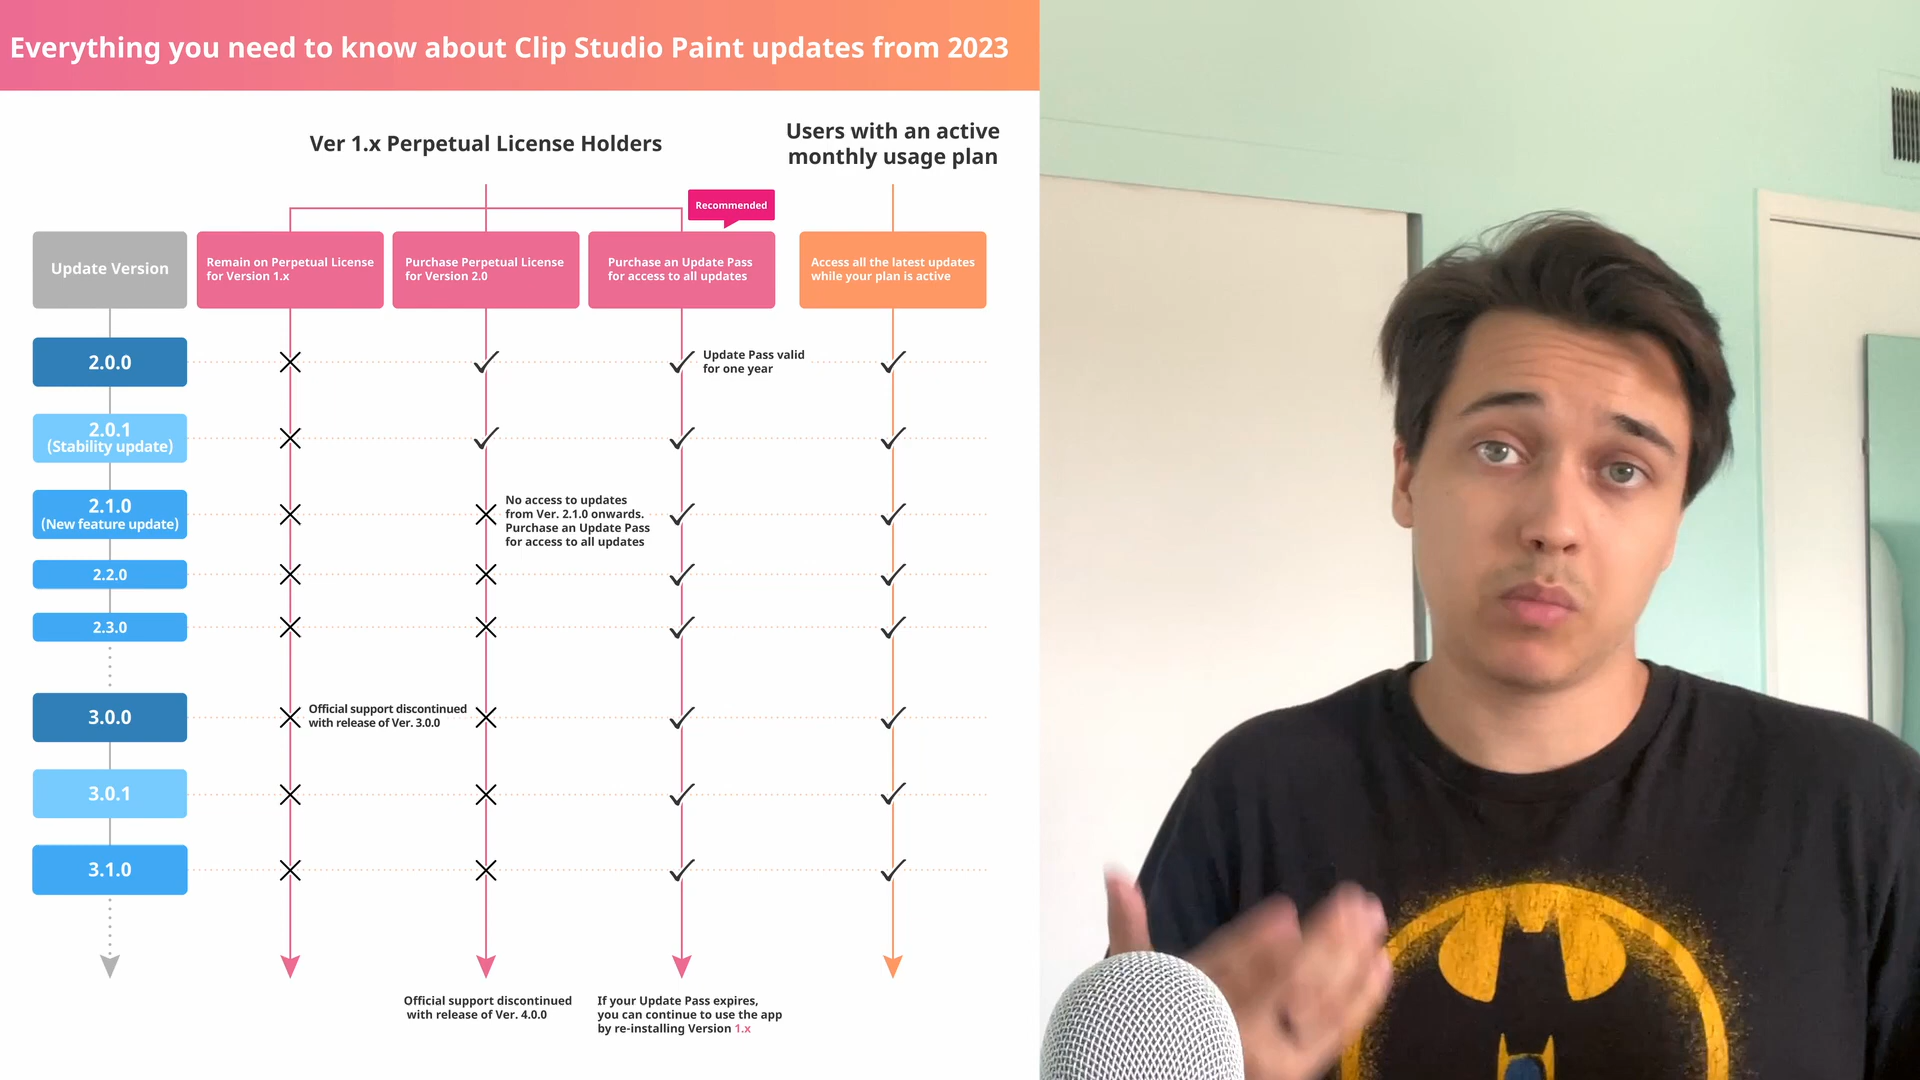 Everything you need to know about Clip Studio Paint updates from 2023
Ver 1.x Perpetual License Holders
Users with an active
monthly usage plan
Recommended
Update Version
Remain on Perpetual License
for Version 1.x
Purchase Perpetual License
for Version 2.0
Purchase an Update Pass
for access to all updates
Access all the latest updates
while your plan is active
2.0.0
Update Pass valid
for one year
2.0.1
(Stability update)
2.1.0
(New feature update)
No access to updates
from Ver. 2.1.0 onwards.
Purchase an Update Pass
for access to all updates
2.2.0
2.3.0
3.0.0
Official support discontinued
with release of Ver. 3.0.0
3.0.1
3.1.0
Official support discontinued
with release of Ver. 4.0.0
If your Update Pass expires,
you can continue to use the app
by re-installing Version 1.x